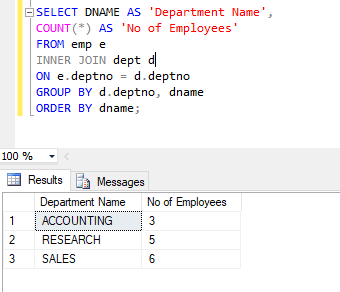 SELECT DNAME AS 'Department Name',
COUNT(*) AS 'No of Employees'
FROM emp e
INNER JOIN dept d
ON e.deptno = d.deptno
GROUP BY d.deptno, dname
ORDER BY dname;
100 %
Results Messages
Department Name No of Employees
1 ACCOUNTING 3
2 RESEARCH 5
3 SALES 6